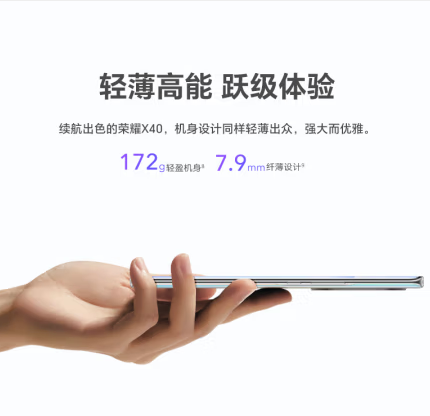 轻薄高能 跃级体验
续航出色的荣耀X40，机身设计同样轻薄出众，强大而优雅。
172g轻盈机身 7.9mm纤薄设计